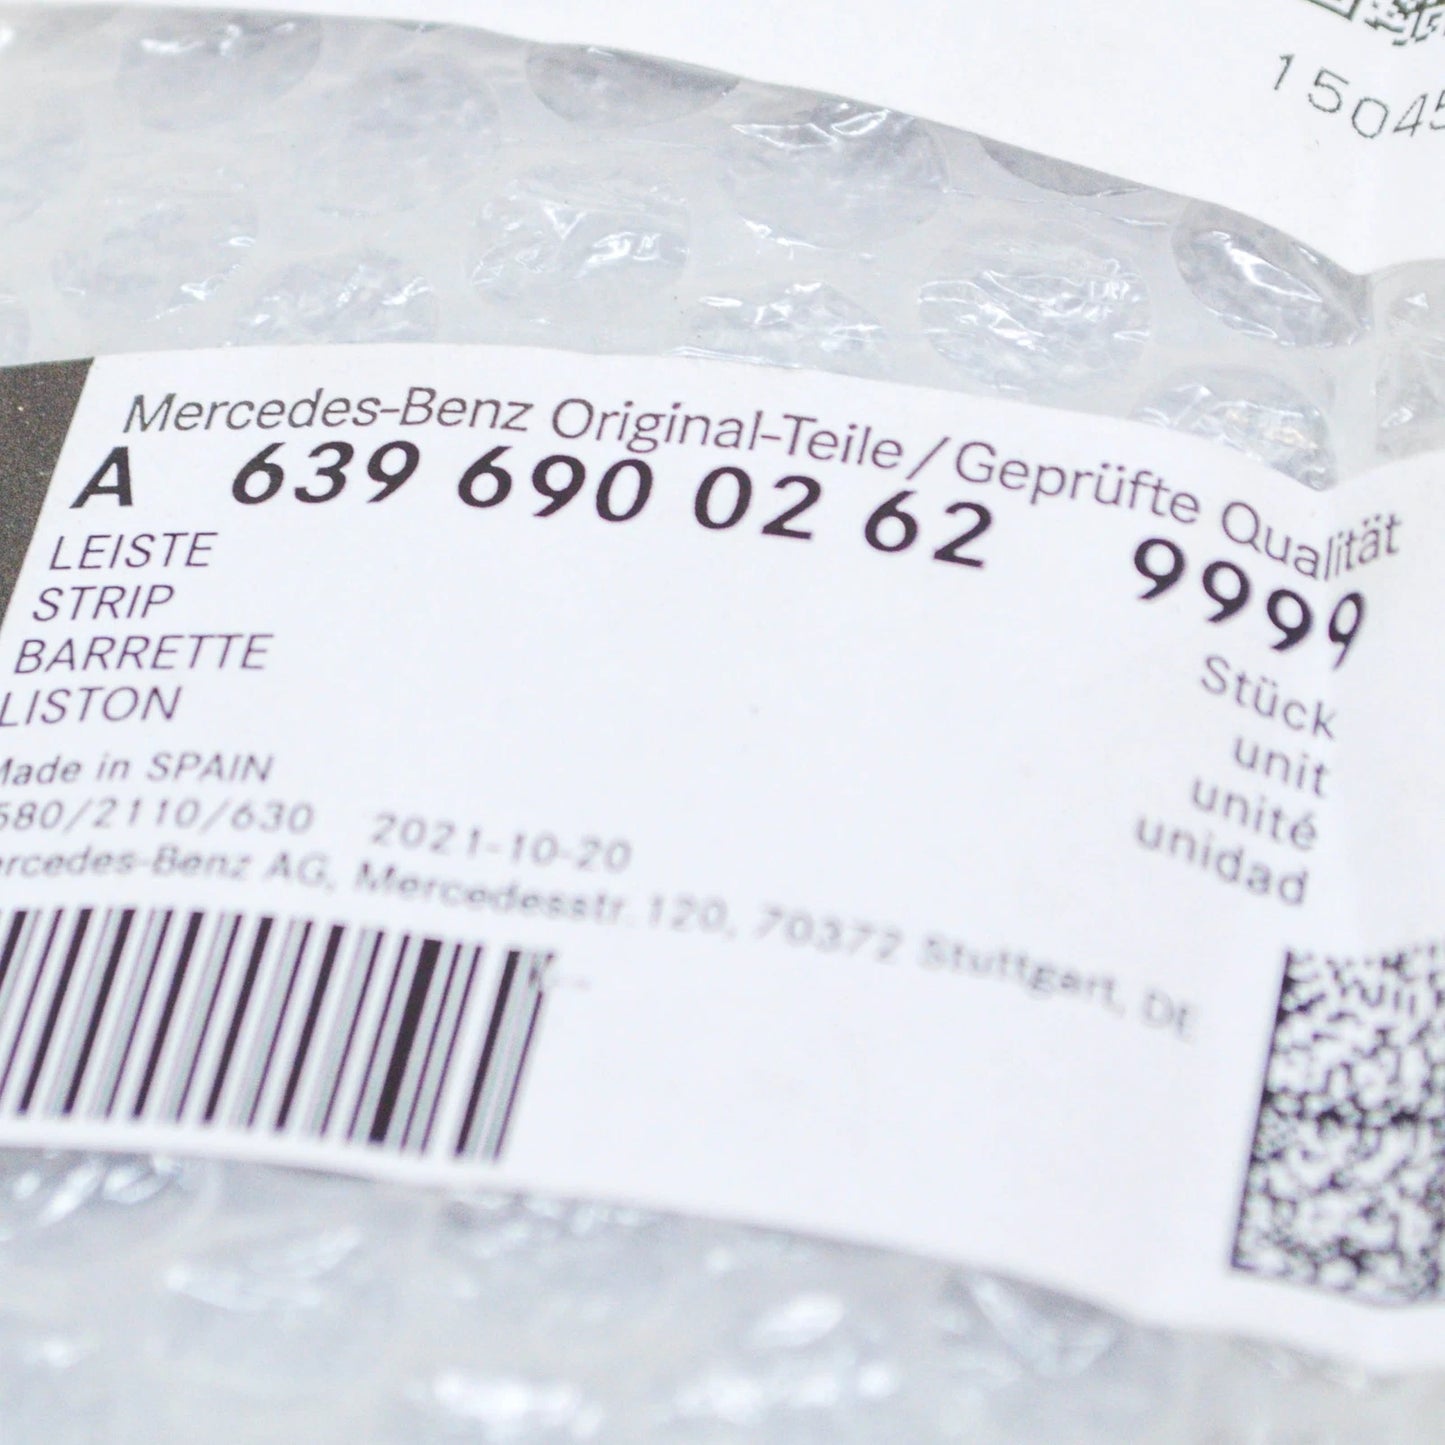 15045
Mercedes-Benz Original-Teile/Geprüfte Qualität
A 639 690 02 62 9999
LEISTE
STRIP
BARRETTE
LISTON
Stück
unit
unité
unidad
Made in SPAIN
580/2110/630 2021-10-20
ercedes-Benz AG, Mercedesstr. 120, 70372 Stuttgart, DE